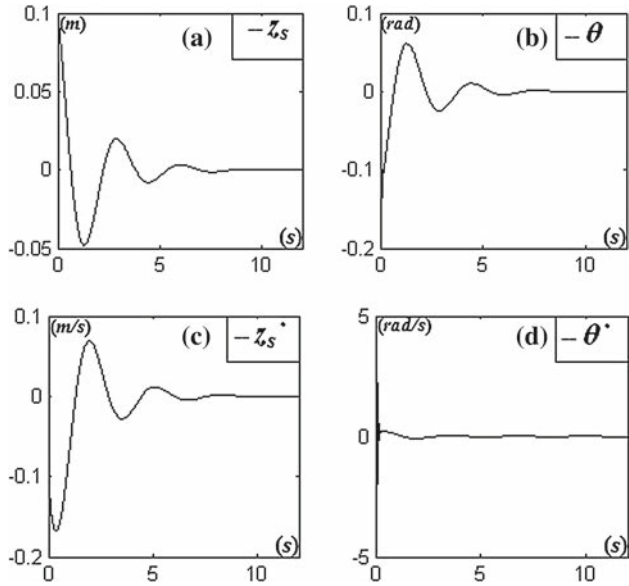 0.1 (m) (a) – z_s
0.05
0
-0.05
0 5 10 (s)
0.1 (rad) (b) – θ
0
-0.1
-0.2
0 5 10 (s)
0.1 (m/s) (c) – z_s˙
0
-0.1
-0.2
0 5 10 (s)
5 (rad/s) (d) – θ˙
0
-5
0 5 10 (s)